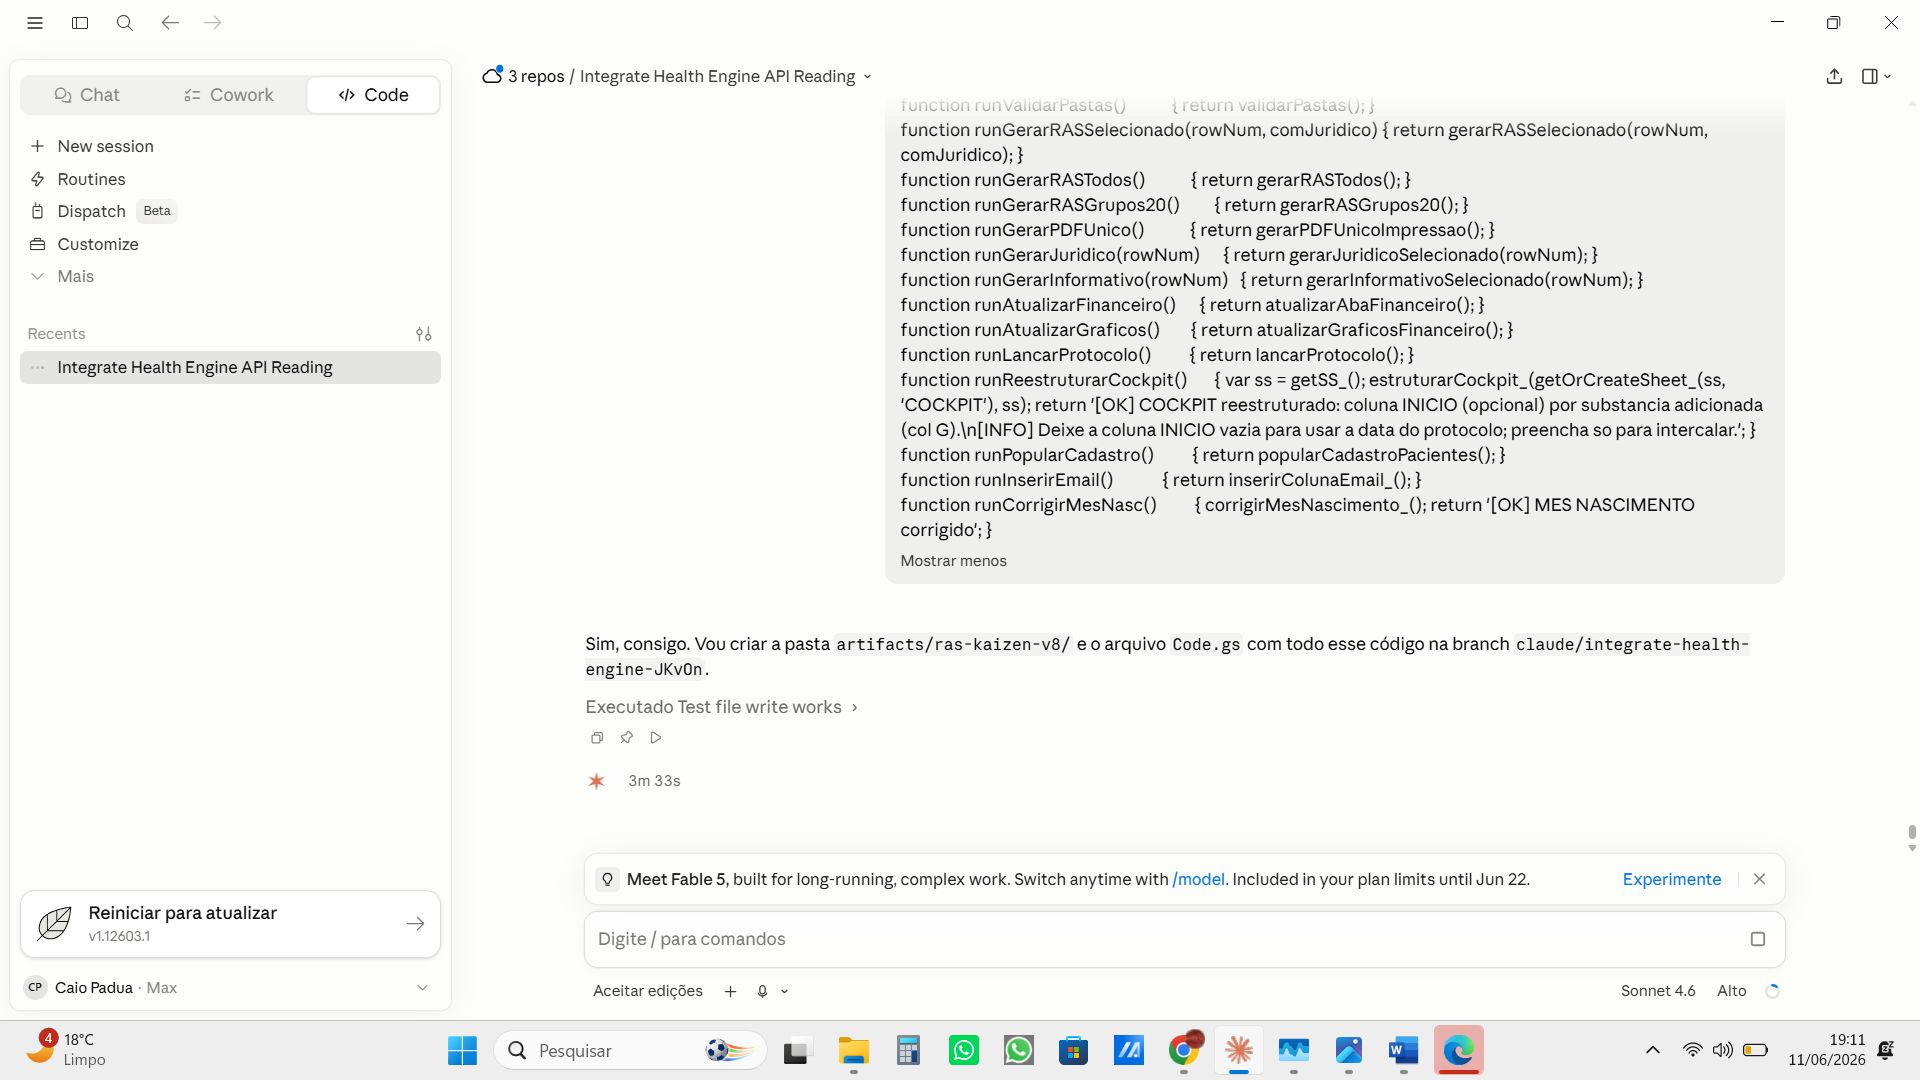 Chat
Cowork
Code
New session
Routines
Dispatch Beta
Customize
Mais
Recents
Integrate Health Engine API Reading
Reiniciar para atualizar
v1.12603.1
CP Caio Padua · Max
3 repos / Integrate Health Engine API Reading
function runValidarPastas() { return validarPastas(); }
function runGerarRASSelecionado(rowNum, comJuridico) { return gerarRASSelecionado(rowNum,
comJuridico); }
function runGerarRASTodos() { return gerarRASTodos(); }
function runGerarRASGrupos20() { return gerarRASGrupos20(); }
function runGerarPDFUnico() { return gerarPDFUnicoImpressao(); }
function runGerarJuridico(rowNum) { return gerarJuridicoSelecionado(rowNum); }
function runGerarInformativo(rowNum) { return gerarInformativoSelecionado(rowNum); }
function runAtualizarFinanceiro() { return atualizarAbaFinanceiro(); }
function runAtualizarGraficos() { return atualizarGraficosFinanceiro(); }
function runLancarProtocolo() { return lancarProtocolo(); }
function runReestruturarCockpit() { var ss = getSS_(); estruturarCockpit_(getOrCreateSheet_(ss,
'COCKPIT'), ss); return '[OK] COCKPIT reestruturado: coluna INICIO (opcional) por substancia adicionada
(col G).\n[INFO] Deixe a coluna INICIO vazia para usar a data do protocolo; preencha so para intercalar.'; }
function runPopularCadastro() { return popularCadastroPacientes(); }
function runInserirEmail() { return inserirColunaEmail_(); }
function runCorrigirMesNasc() { corrigirMesNascimento_(); return '[OK] MES NASCIMENTO
corrigido'; }
Mostrar menos
Sim, consigo. Vou criar a pasta artifacts/ras-kaizen-v8/ e o arquivo Code.gs com todo esse código na branch claude/integrate-health-
engine-JKvOn.
Executado Test file write works
3m 33s
Meet Fable 5, built for long-running, complex work. Switch anytime with /model. Included in your plan limits until Jun 22.
Experimente
Digite / para comandos
Aceitar edições
Sonnet 4.6
Alto
4
18°C
Limpo
Pesquisar
19:11
11/06/2026